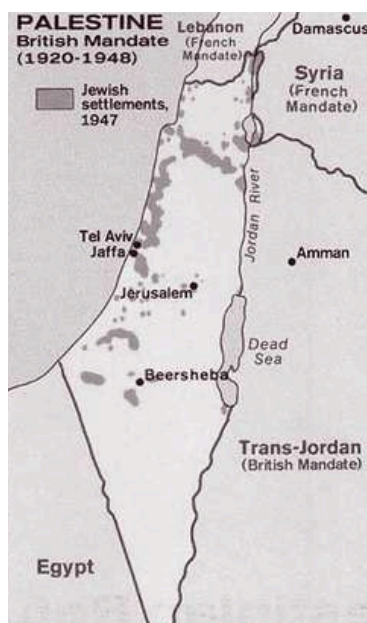 PALESTINE
British Mandate
(1920-1948)
Jewish
settlements,
1947
Lebanon
(French
Mandate)
Damascus
Syria
(French
Mandate)
Tel Aviv
Jaffa
Jordan River
Amman
Jerusalem
Dead
Sea
Beersheba
Trans-Jordan
(British Mandate)
Egypt